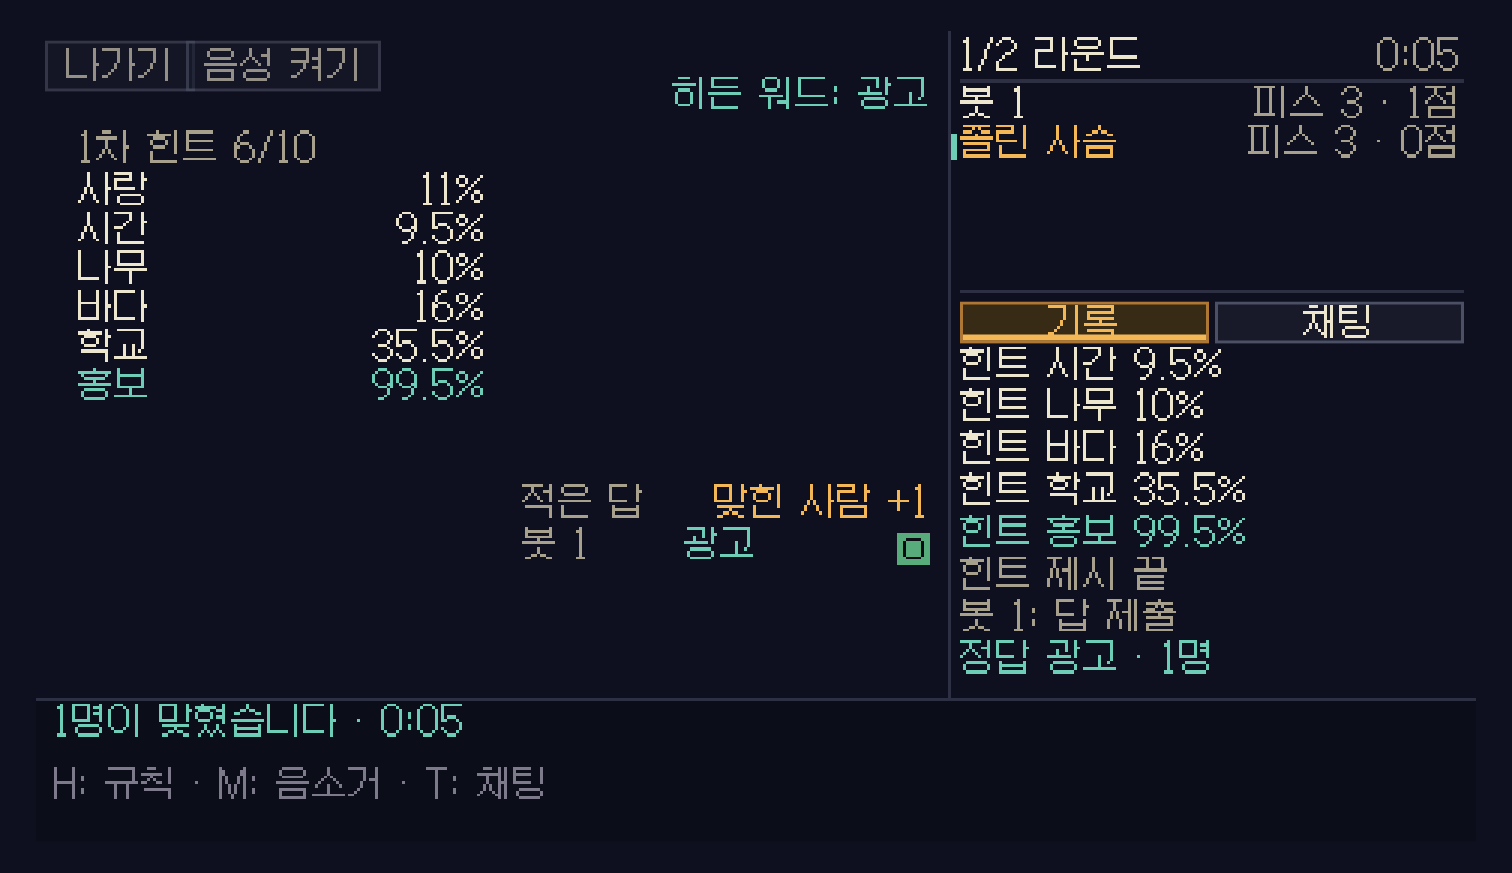 나가기 음성 켜기
히든 워드: 광고
1차 힌트 6/10
사랑 11%
시간 9.5%
나무 10%
바다 16%
학교 35.5%
홍보 99.5%
적은 답 맞힌 사람 +1
봇 1 광고
1/2 라운드 0:05
봇 1 피스 3 · 1점
졸린 사슴 피스 3 · 0점
기록 채팅
힌트 시간 9.5%
힌트 나무 10%
힌트 바다 16%
힌트 학교 35.5%
힌트 홍보 99.5%
힌트 제시 끝
봇 1: 답 제출
정답 광고 · 1명
1명이 맞혔습니다 · 0:05
H: 규칙 · M: 음소거 · T: 채팅